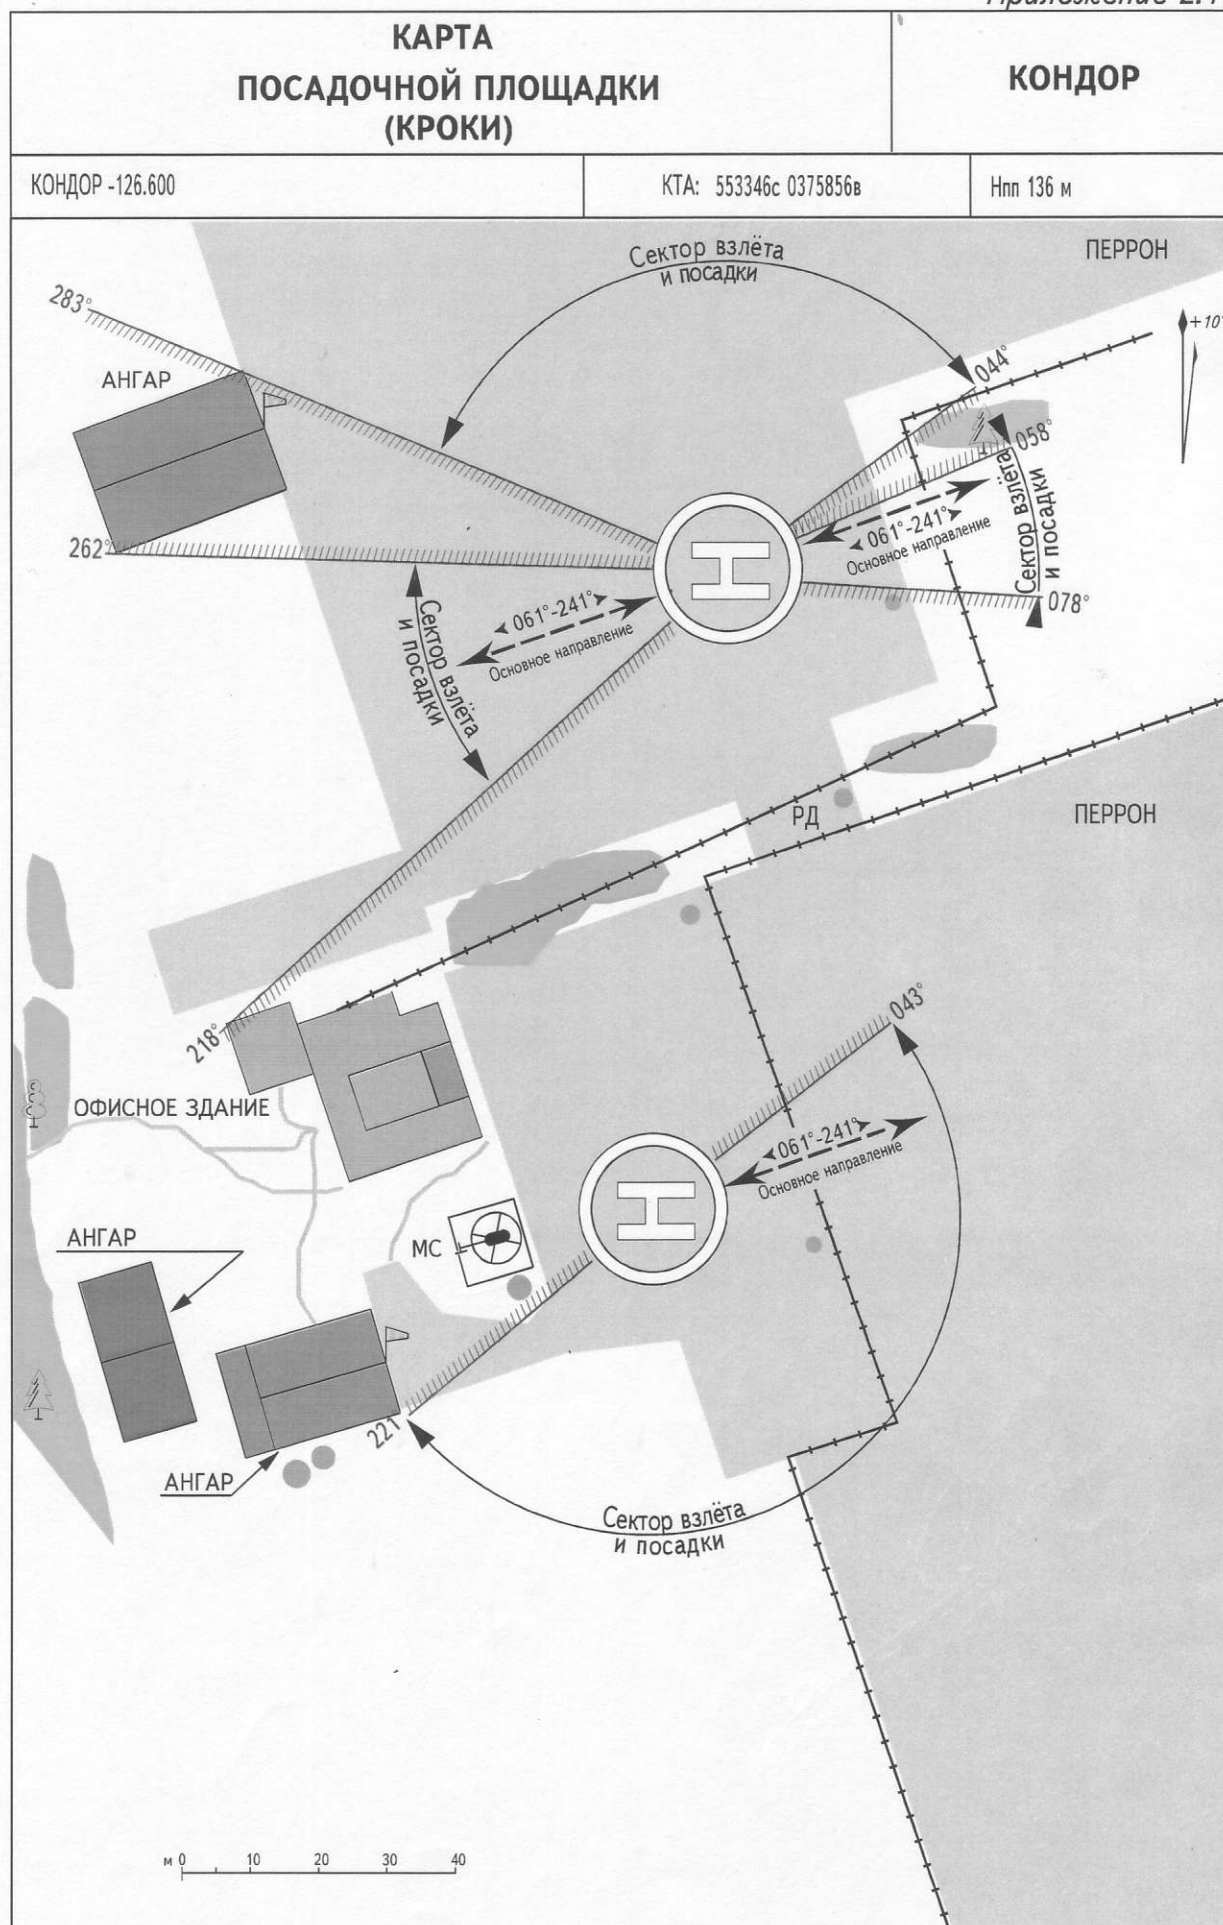 Приложение 2.1
КАРТА
ПОСАДОЧНОЙ ПЛОЩАДКИ
(КРОКИ)
КОНДОР
КОНДОР -126.600
КТА: 553346с 0375856в
Нпп 136 м
Сектор взлёта
и посадки
ПЕРРОН
283°
+10°
АНГАР
044°
058°
Сектор взлёта
и посадки
061°-241°
Основное направление
262°
078°
061°-241°
Основное направление
Сектор взлёта
и посадки
H
РД
ПЕРРОН
218°
043°
ОФИСНОЕ ЗДАНИЕ
061°-241°
Основное направление
H
МС
АНГАР
221
АНГАР
Сектор взлёта
и посадки
м 0 10 20 30 40